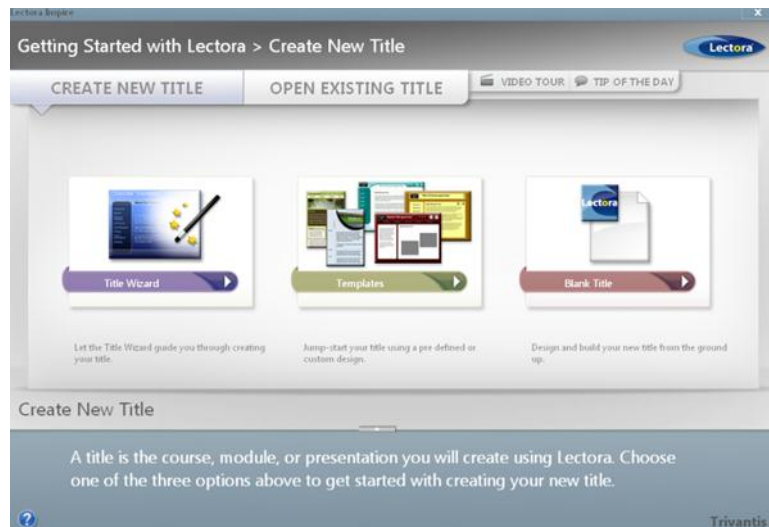 Lectora Inspire
Getting Started with Lectora > Create New Title
Lectora
CREATE NEW TITLE
OPEN EXISTING TITLE
VIDEO TOUR
TIP OF THE DAY
Lectora
Title Wizard
Templates
Blank Title
Let the Title Wizard guide you through creating
your title.
Jump-start your title using a pre defined or
custom design.
Design and build your new title from the ground
up.
Create New Title
A title is the course, module, or presentation you will create using Lectora. Choose
one of the three options above to get started with creating your new title.
?
Trivantis